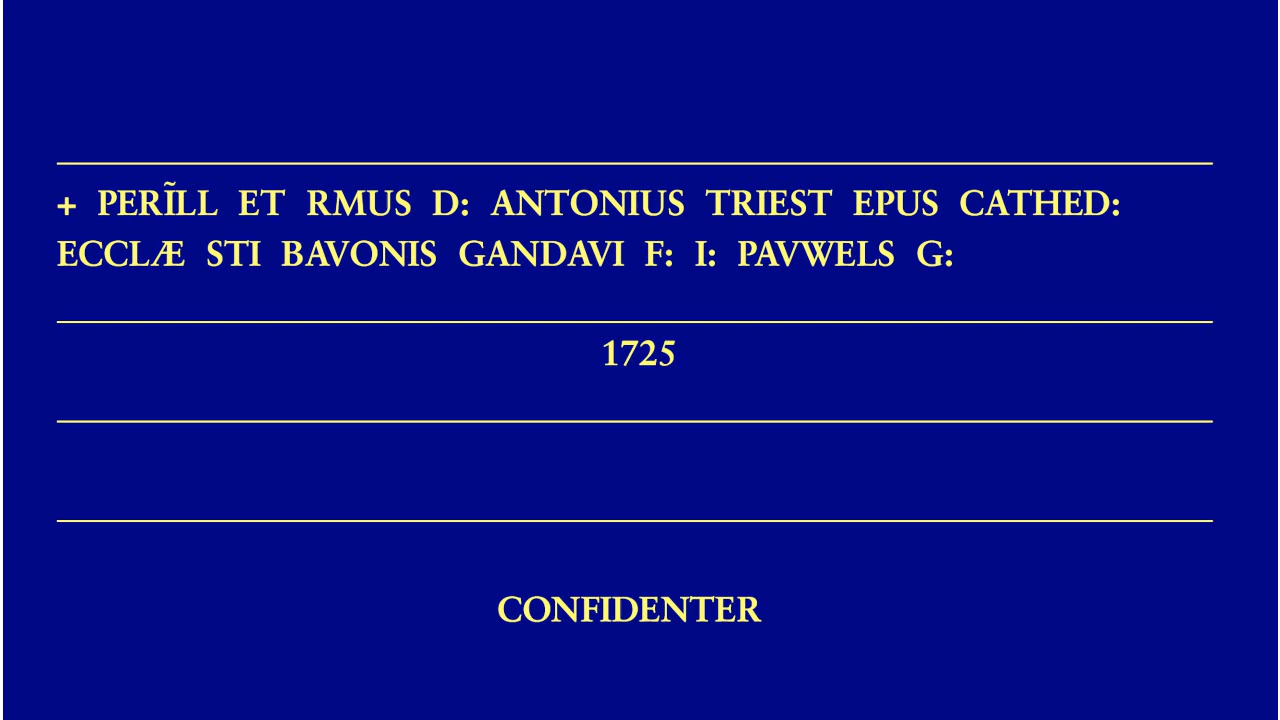 + PERĨLL ET RMUS D: ANTONIUS TRIEST EPUS CATHED:
ECCLÆ STI BAVONIS GANDAVI F: I: PAVWELS G:
1725
CONFIDENTER